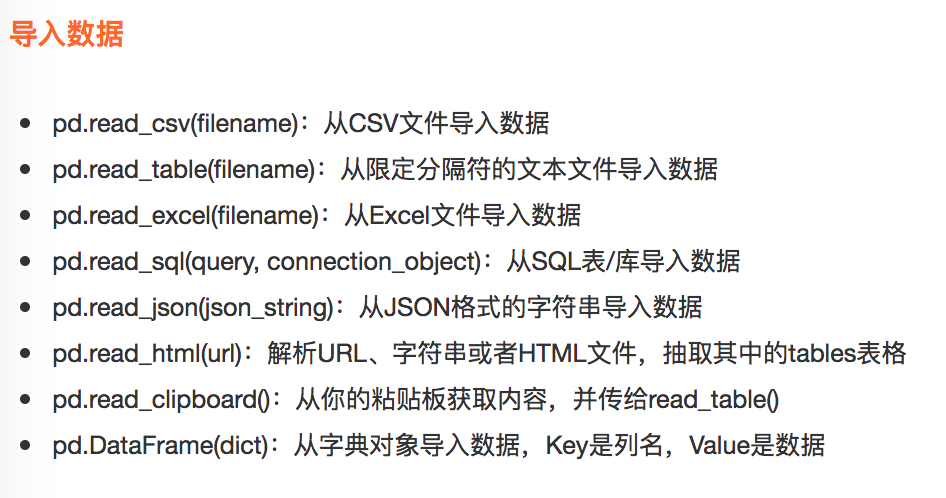 导入数据
• pd.read_csv(filename)：从CSV文件导入数据
• pd.read_table(filename)：从限定分隔符的文本文件导入数据
• pd.read_excel(filename)：从Excel文件导入数据
• pd.read_sql(query, connection_object)：从SQL表/库导入数据
• pd.read_json(json_string)：从JSON格式的字符串导入数据
• pd.read_html(url)：解析URL、字符串或者HTML文件，抽取其中的tables表格
• pd.read_clipboard()：从你的粘贴板获取内容，并传给read_table()
• pd.DataFrame(dict)：从字典对象导入数据，Key是列名，Value是数据